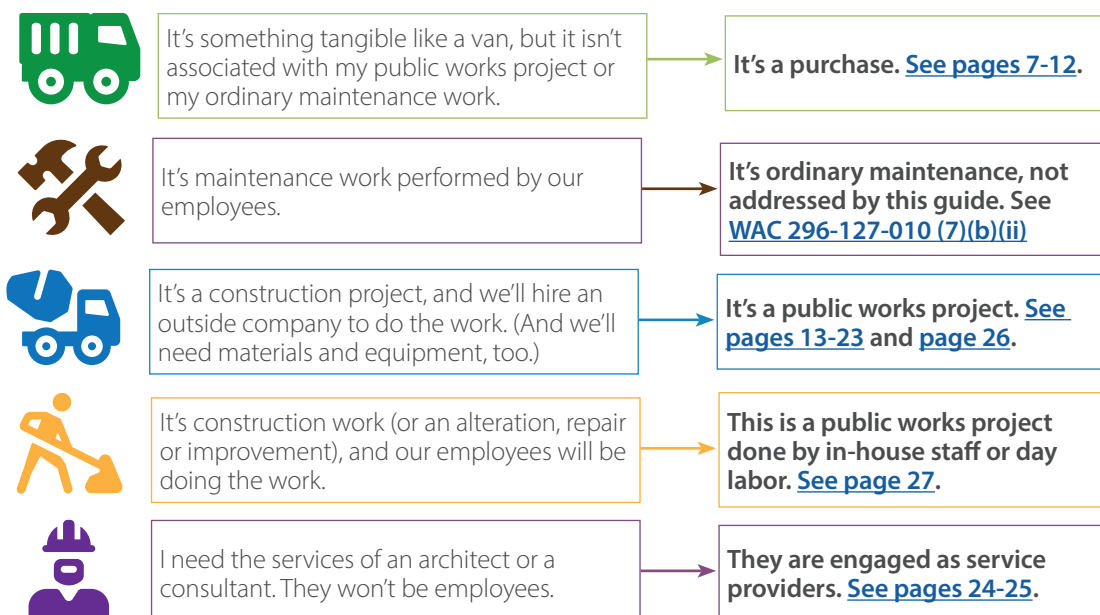 It's something tangible like a van, but it isn't
associated with my public works project or
my ordinary maintenance work.
It's a purchase. See pages 7-12.
It's maintenance work performed by our
employees.
It's ordinary maintenance, not
addressed by this guide. See
WAC 296-127-010 (7)(b)(ii)
It's a construction project, and we'll hire an
outside company to do the work. (And we'll
need materials and equipment, too.)
It's a public works project. See
pages 13-23 and page 26.
It's construction work (or an alteration, repair
or improvement), and our employees will be
doing the work.
This is a public works project
done by in-house staff or day
labor. See page 27.
I need the services of an architect or a
consultant. They won't be employees.
They are engaged as service
providers. See pages 24-25.